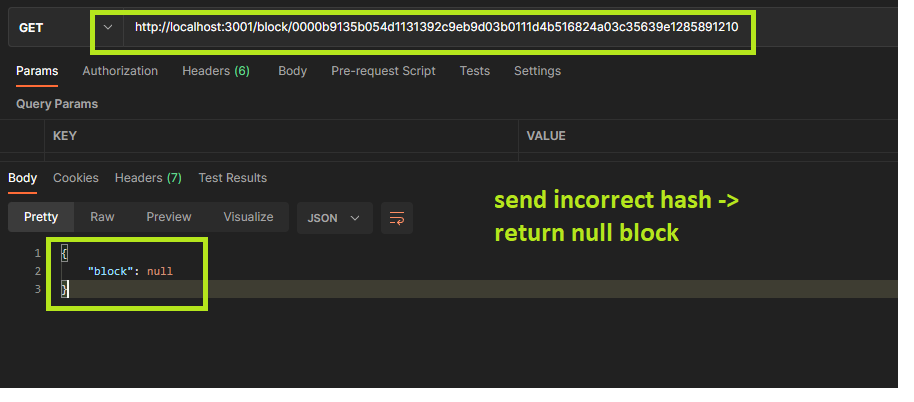 GET http://localhost:3001/block/0000b9135b054d1131392c9eb9d03b0111d4b516824a03c35639e1285891210
Params Authorization Headers (6) Body Pre-request Script Tests Settings
Query Params
KEY VALUE
Body Cookies Headers (7) Test Results
Pretty Raw Preview Visualize JSON
send incorrect hash ->
return null block
1 {
2 "block": null
3 }